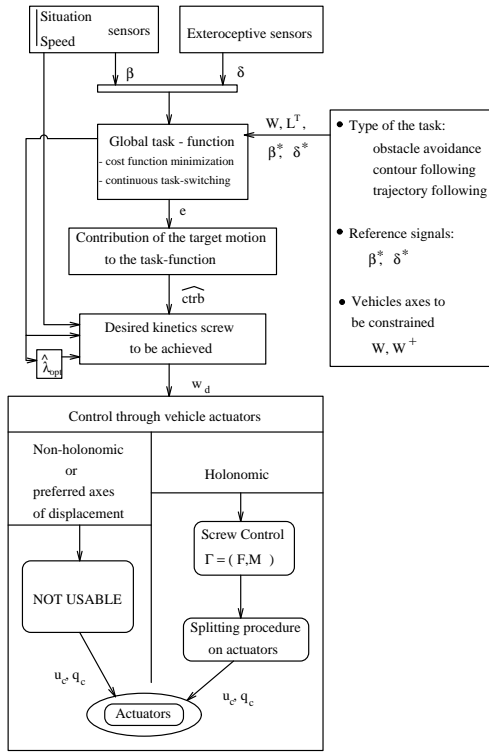 Situation
Speed
sensors
Exteroceptive sensors
β
δ
Global task - function
- cost function minimization
- continuous task-switching
W, L^T,
β*, δ*
● Type of the task:
obstacle avoidance
contour following
trajectory following
● Reference signals:
β*, δ*
● Vehicles axes to
be constrained
W, W^+
e
Contribution of the target motion
to the task-function
\widehat{ctrb}
Desired kinetics screw
to be achieved
\hat{λ}_opt
w_d
Control through vehicle actuators
Non-holonomic
or
preferred axes
of displacement
Holonomic
Screw Control
Γ = ( F,M )
NOT USABLE
Splitting procedure
on actuators
u_c, q_c
u_c, q_c
Actuators